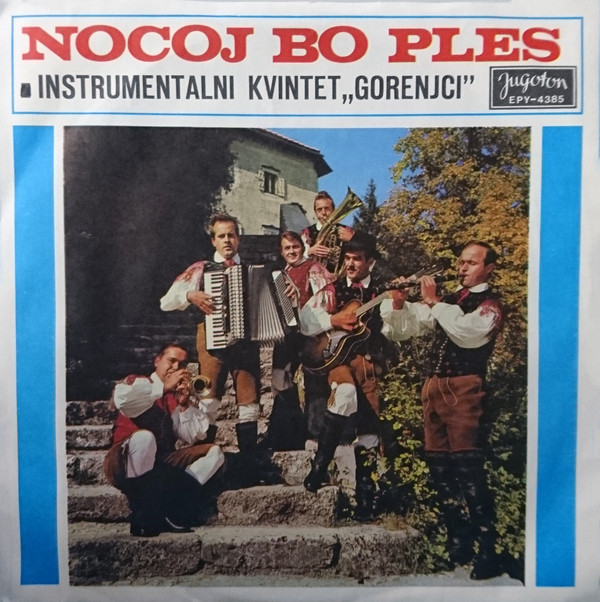 NOCOJ BO PLES
INSTRUMENTALNI KVINTET „GORENJCI”
Jugoton
EPY-4385